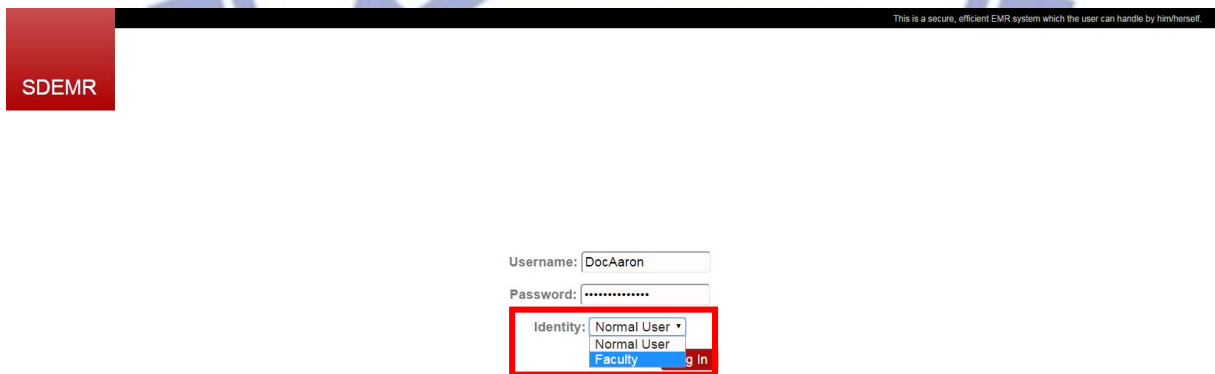 This is a secure, efficient EMR system which the user can handle by him/herself.
SDEMR
Username: DocAaron
Password: ••••••••••••••
Identity: Normal User
Normal User
Faculty
g In